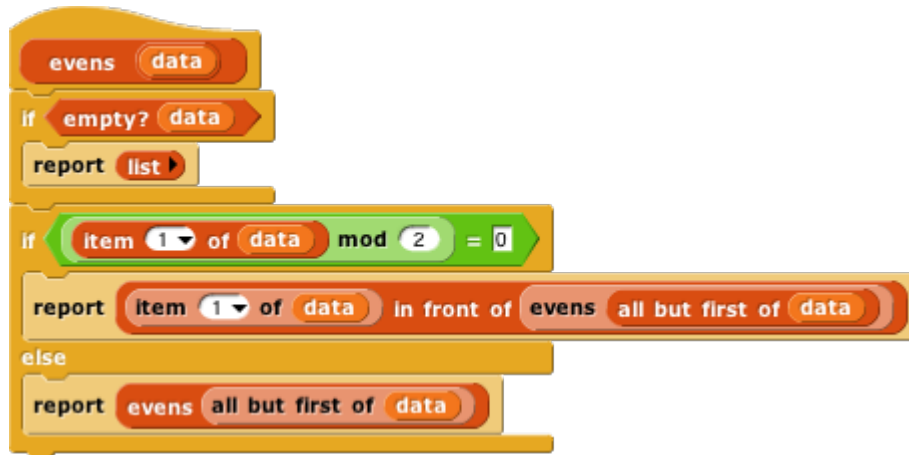 evens data
if empty? data
report list
if item 1 of data mod 2 = 0
report item 1 of data in front of evens all but first of data
else
report evens all but first of data